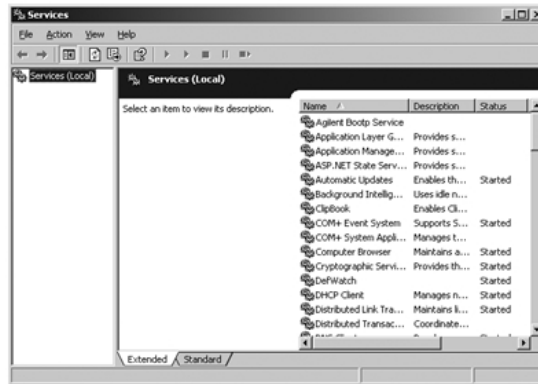 Services
File Action View Help
Services (Local)
Services (Local)
Select an item to view its description.
Name Description Status
Agilent Bootp Service
Application Layer G... Provides s...
Application Manage... Provides s...
ASP.NET State Serv... Provides s...
Automatic Updates Enables th... Started
Background Intellig... Uses idle n...
ClipBook Enables Cli...
COM+ Event System Supports S... Started
COM+ System Appli... Manages t...
Computer Browser Maintains a... Started
Cryptographic Servi... Provides th... Started
DefWatch Started
DHCP Client Manages n... Started
Distributed Link Tra... Maintains li... Started
Distributed Transac... Coordinate...
Extended Standard